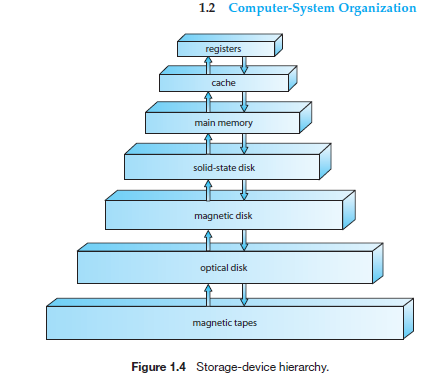 1.2 Computer-System Organization
registers
cache
main memory
solid-state disk
magnetic disk
optical disk
magnetic tapes
Figure 1.4 Storage-device hierarchy.